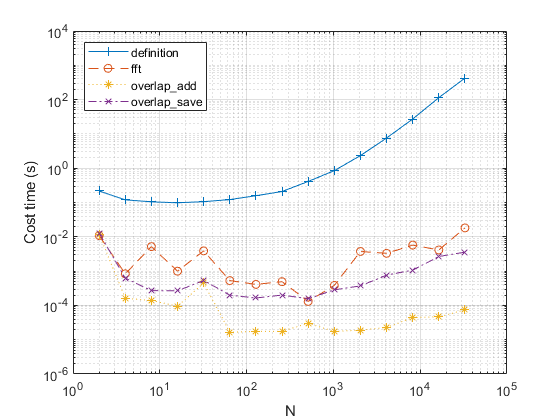 10^4
definition
fft
overlap_add
overlap_save
10^2
10^0
Cost time (s)
10^-2
10^-4
10^-6
10^0 10^1 10^2 10^3 10^4 10^5
N